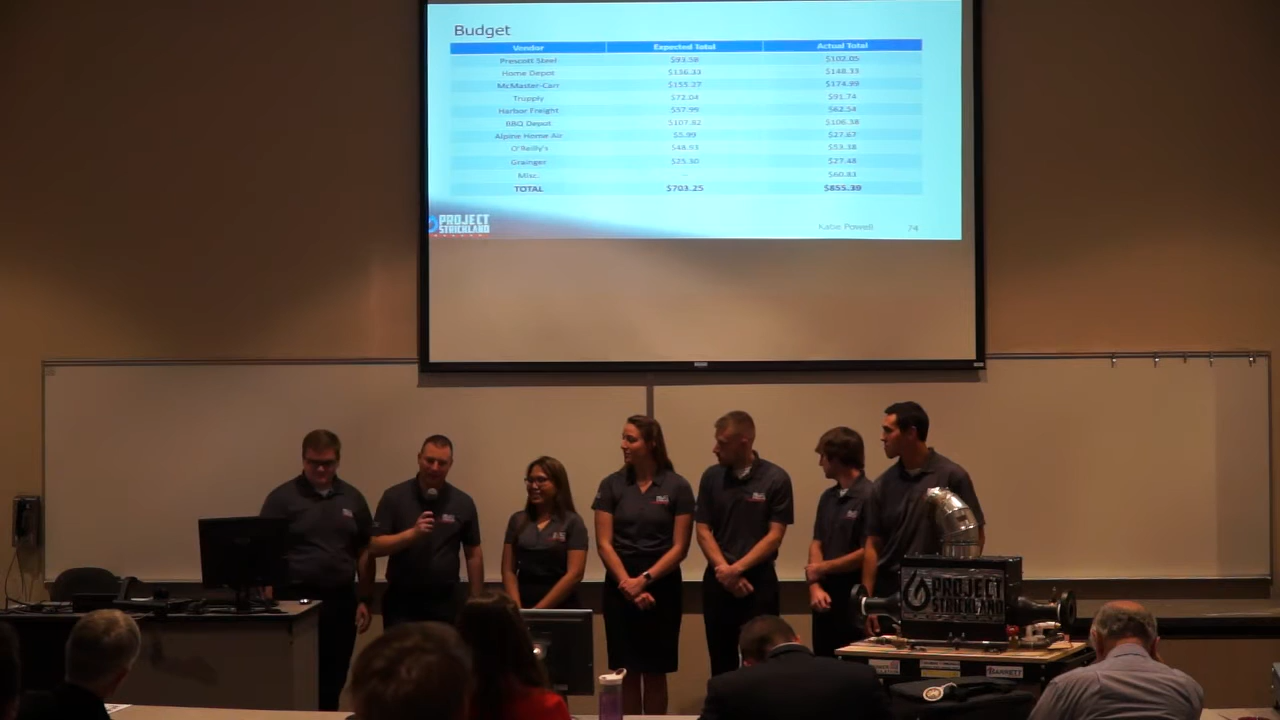 Budget
Vendor Expected Total Actual Total
Prescott Steel $93.58 $102.05
Home Depot $136.33 $148.33
McMaster-Carr $155.27 $174.99
Trupply $72.04 $91.74
Harbor Freight $57.99 $62.54
BBQ Depot $107.82 $106.38
Alpine Home Air $5.99 $27.67
O'Reilly's $48.93 $53.38
Grainger $25.30 $27.48
Misc. -- $60.83
TOTAL $703.25 $855.39
PROJECT
STRICKLAND
Katie Powell 74
PROJECT
STRICKLAND
BARRETT